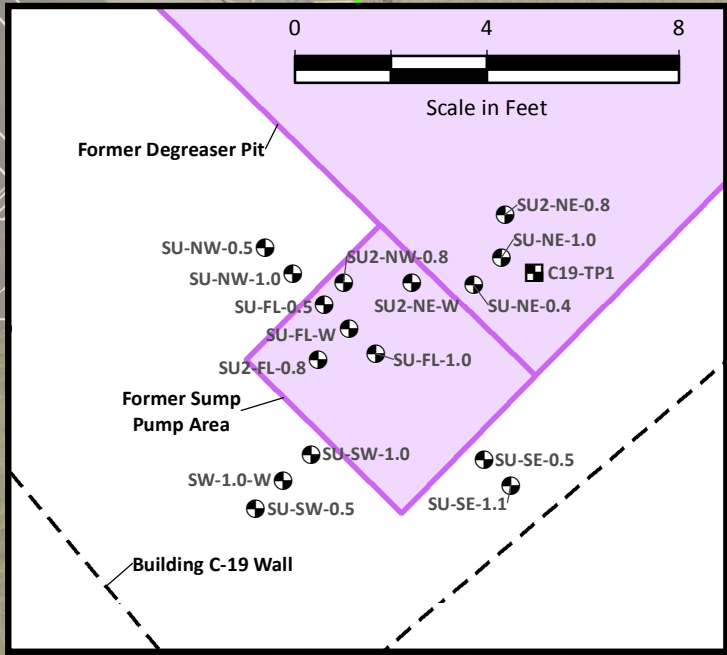 0 4 8
Scale in Feet
Former Degreaser Pit
SU2-NE-0.8
SU-NE-1.0
SU-NW-0.5
SU2-NW-0.8
C19-TP1
SU-NW-1.0
SU-FL-0.5
SU2-NE-W
SU-NE-0.4
SU-FL-W
SU2-FL-0.8
SU-FL-1.0
Former Sump
Pump Area
SU-SW-1.0
SU-SE-0.5
SW-1.0-W
SU-SW-0.5
SU-SE-1.1
Building C-19 Wall